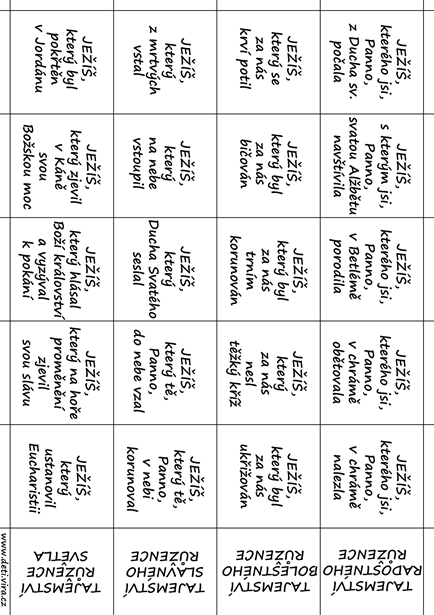 JEŽÍŠ,
kterého jsi,
Panno,
z Ducha sv.
počala
JEŽÍŠ,
s kterým jsi,
Panno,
svatou Alžbětu
navštívila
JEŽÍŠ,
kterého jsi,
Panno,
v Betlémě
porodila
JEŽÍŠ,
kterého jsi,
Panno,
v chrámě
obětovala
JEŽÍŠ,
kterého jsi,
Panno,
v chrámě
nalezla
TAJEMSTVÍ
RADOSTNÉHO
RŮŽENCE
JEŽÍŠ,
který se
za nás
krví potil
JEŽÍŠ,
který byl
za nás
bičován
JEŽÍŠ,
který byl
za nás
trním
korunován
JEŽÍŠ,
který
za nás
nesl
těžký kříž
JEŽÍŠ,
který byl
za nás
ukřižován
TAJEMSTVÍ
BOLESTNÉHO
RŮŽENCE
JEŽÍŠ,
který
z mrtvých
vstal
JEŽÍŠ,
který
na nebe
vstoupil
JEŽÍŠ,
který
Ducha Svatého
seslal
JEŽÍŠ,
který tě,
Panno,
do nebe vzal
JEŽÍŠ,
který tě,
Panno,
v nebi
korunoval
TAJEMSTVÍ
SLAVNÉHO
RŮŽENCE
JEŽÍŠ,
který byl
pokřtěn
v Jordánu
JEŽÍŠ,
který zjevil
v Káně
svou
Božskou moc
JEŽÍŠ,
který hlásal
Boží království
a vyzýval
k pokání
JEŽÍŠ,
který na hoře
proměnění
zjevil
svou slávu
JEŽÍŠ,
který
ustanovil
Eucharistii
TAJEMSTVÍ
RŮŽENCE
SVĚTLA
www.deti.vira.cz